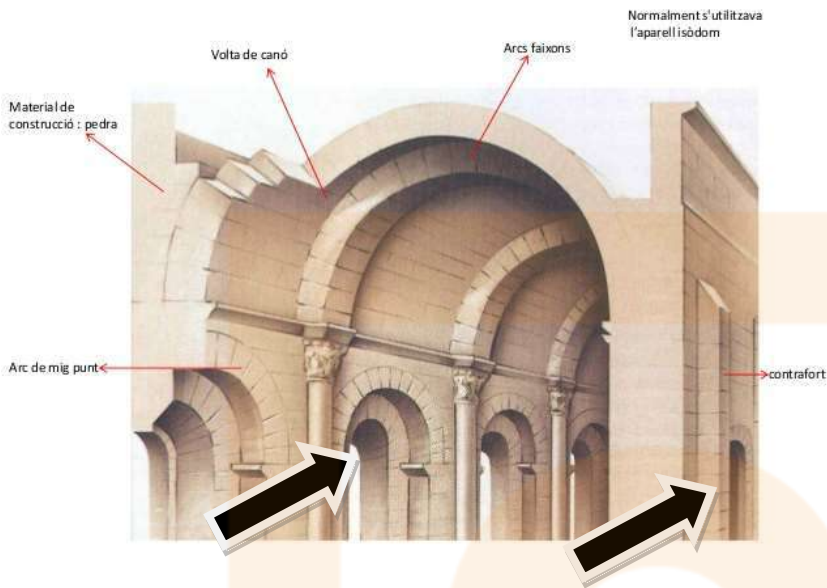 Normalment s'utilitzava
l'aparell isòdom
Volta de canó
Arcs faixons
Material de
construcció : pedra
Arc de mig punt
contrafort